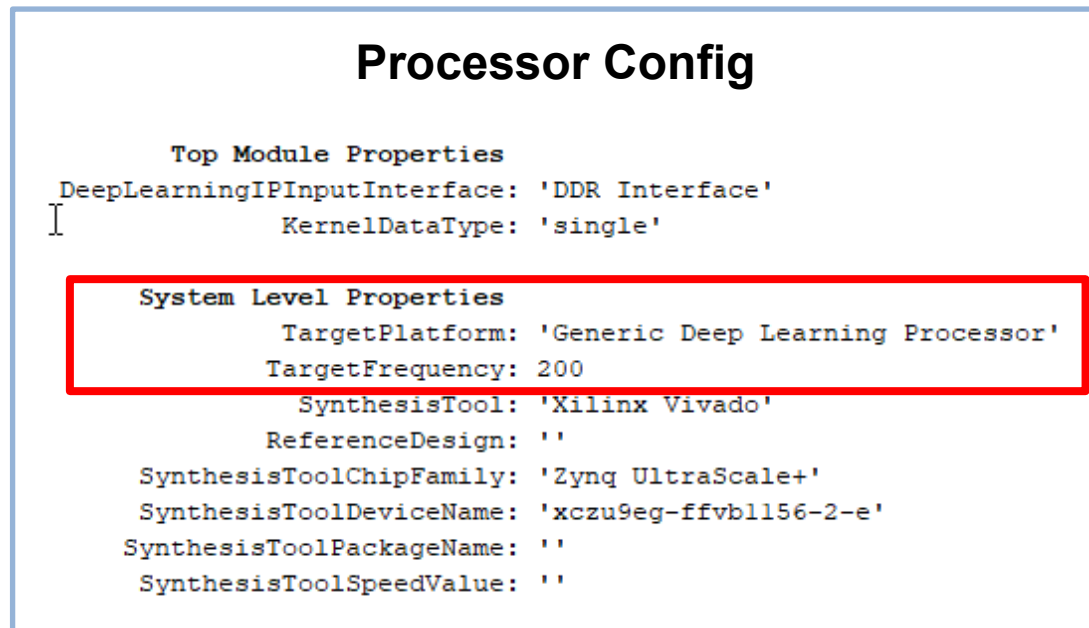 Processor Config
Top Module Properties
DeepLearningIPInputInterface: 'DDR Interface'
KernelDataType: 'single'
System Level Properties
TargetPlatform: 'Generic Deep Learning Processor'
TargetFrequency: 200
SynthesisTool: 'Xilinx Vivado'
ReferenceDesign: ''
SynthesisToolChipFamily: 'Zynq UltraScale+'
SynthesisToolDeviceName: 'xczu9eg-ffvb1156-2-e'
SynthesisToolPackageName: ''
SynthesisToolSpeedValue: ''